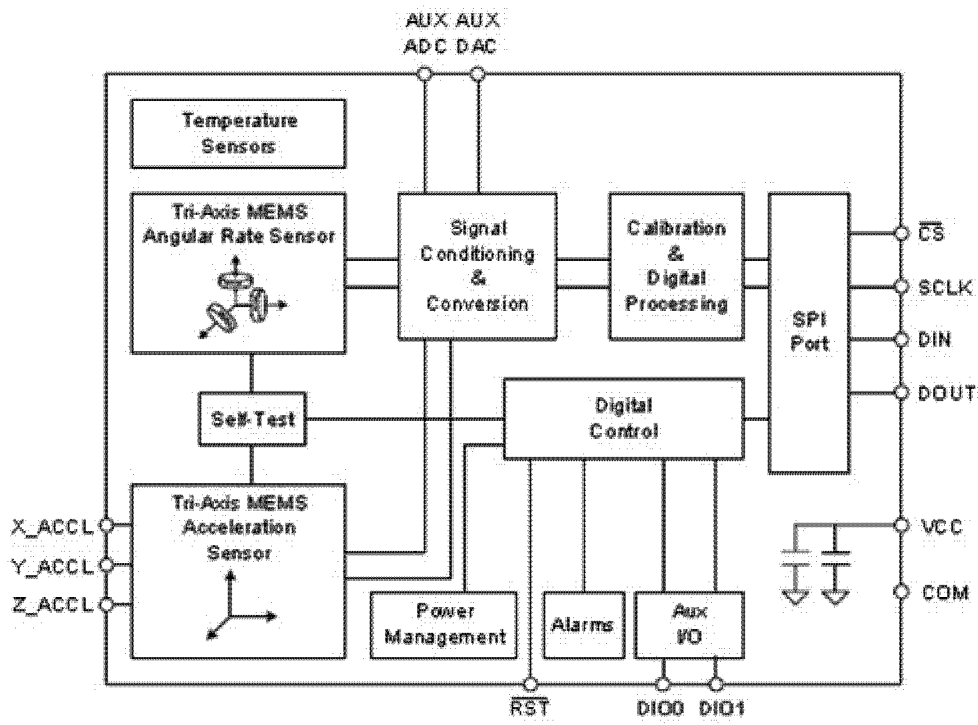 AUX AUX
ADC DAC
Temperature
Sensors
Tri-Axis MEMS
Angular Rate Sensor
Signal
Conditioning
&
Conversion
Calibration
&
Digital
Processing
SPI
Port
CS
SCLK
DIN
DOUT
Self-Test
Digital
Control
Tri-Axis MEMS
Acceleration
Sensor
X_ACCL
Y_ACCL
Z_ACCL
Power
Management
Alarms
Aux
I/O
VCC
COM
RST
DIO0
DIO1